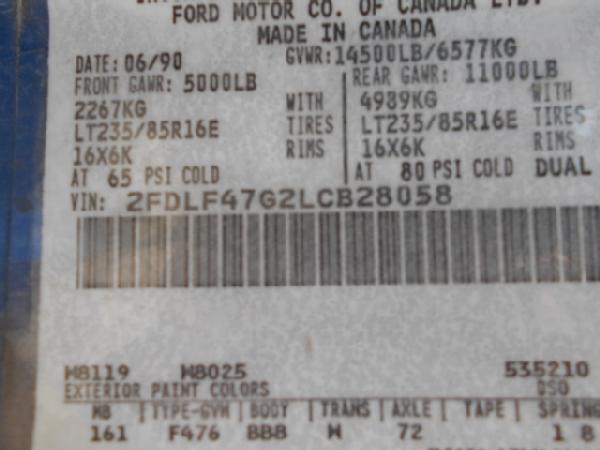 FORD MOTOR CO. OF CANADA LTD.
MADE IN CANADA
DATE: 06/90 GVWR: 14500LB/6577KG
FRONT GAWR: 5000LB REAR GAWR: 11000LB
2267KG WITH 4989KG WITH
LT235/85R16E TIRES LT235/85R16E TIRES
16X6K RIMS 16X6K RIMS
AT 65 PSI COLD AT 80 PSI COLD DUAL
VIN: 2FDLF47G2LCB28058
M8119 M8025 535210
EXTERIOR PAINT COLORS DSO
WB TYPE-GVW BODY TRANS AXLE TAPE SPRING
161 F476 BB8 M 72 1 8